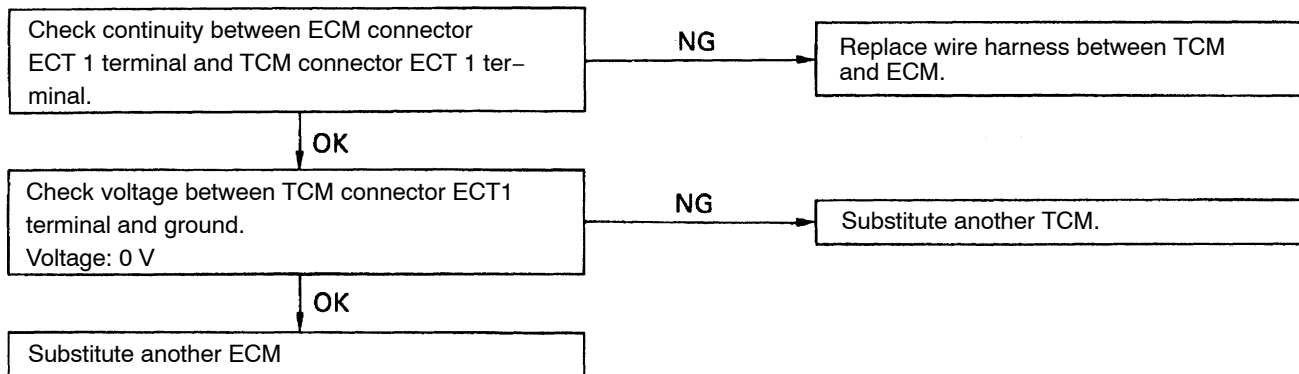 Check continuity between ECM connector
ECT 1 terminal and TCM connector ECT 1 ter–
minal.
NG
Replace wire harness between TCM
and ECM.
OK
Check voltage between TCM connector ECT1
terminal and ground.
Voltage: 0 V
NG
Substitute another TCM.
OK
Substitute another ECM